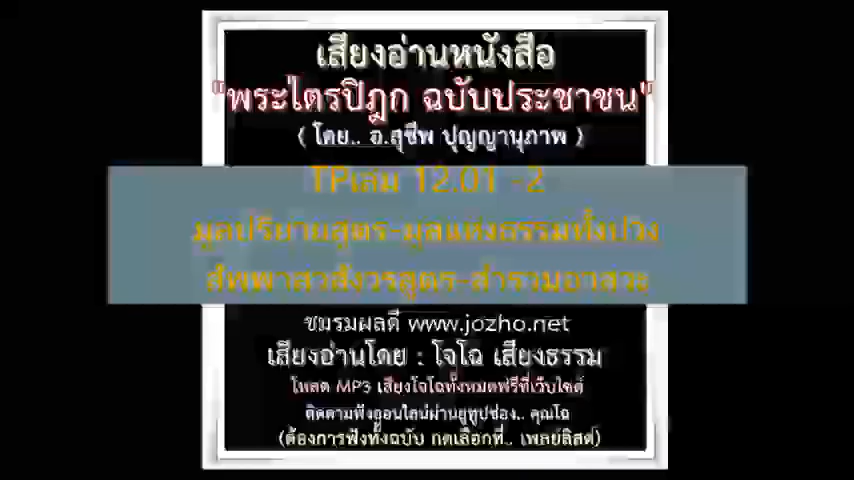 เสียงอ่านหนังสือ
"พระไตรปิฎก ฉบับประชาชน"
( โดย.. อ.สุชีพ ปุญญานุภาพ )
TPเล่ม 12.01 -2
มูลปริยายสูตร-มูลแห่งธรรมทั้งปวง
สัพพาสวสังวรสูตร-สำรวมอาสวะ
ชมรมผลดี www.jozho.net
เสียงอ่านโดย : โจโฉ เสียงธรรม
โหลด MP3 เสียงโจโฉทั้งหมดฟรีที่เว็บไซต์
ติดตามฟังออนไลน์ผ่านยูทูปช่อง.. คุณโฉ
(ต้องการฟังทั้งฉบับ กดเลือกที่.. เพลย์ลิสต์)